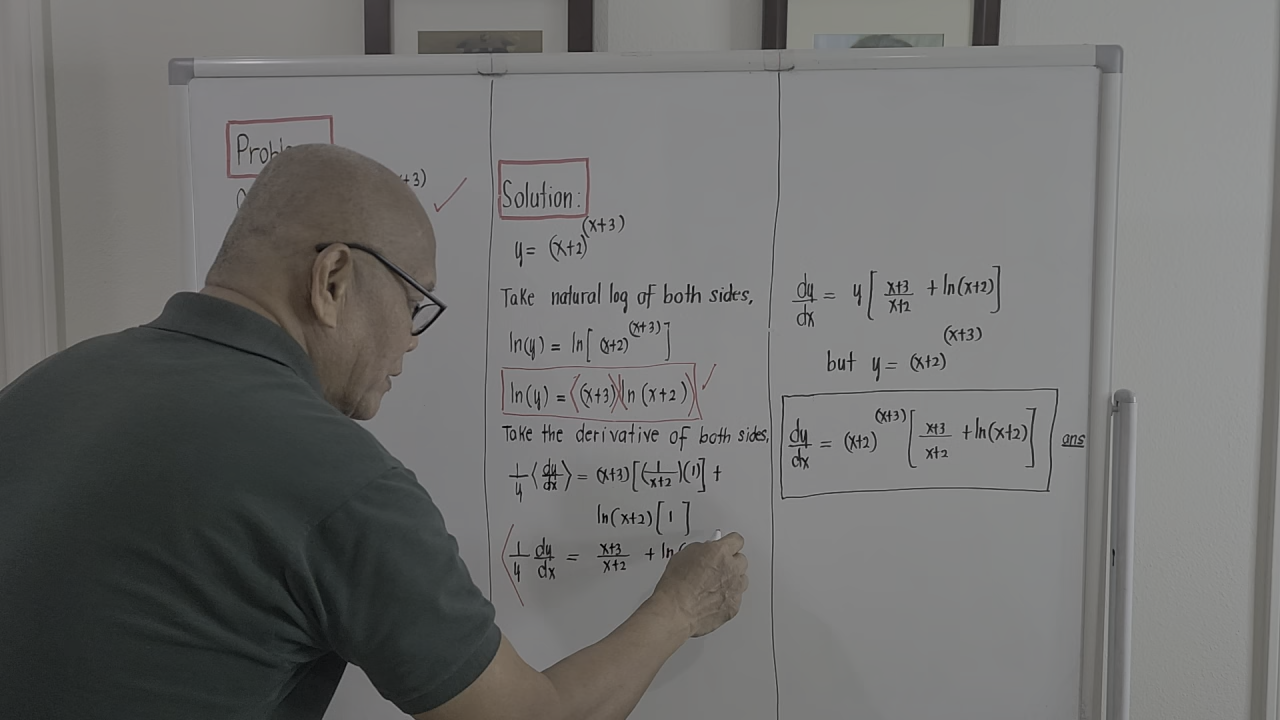 +3)
Solution:
y = (x+2)^(x+3)
Take natural log of both sides,
ln(y) = ln[ (x+2)^(x+3) ]
ln(y) = ⟨(x+3)⟩⟨ln(x+2)⟩
Take the derivative of both sides,
1/y ⟨dy/dx⟩ = (x+3)[(1/(x+2))(1)] +
ln(x+2)[1]
⟨1/y dy/dx = (x+3)/(x+2) + ln(
dy/dx = y[ (x+3)/(x+2) + ln(x+2)]
but y = (x+2)^(x+3)
dy/dx = (x+2)^(x+3) [ (x+3)/(x+2) + ln(x+2)] ans